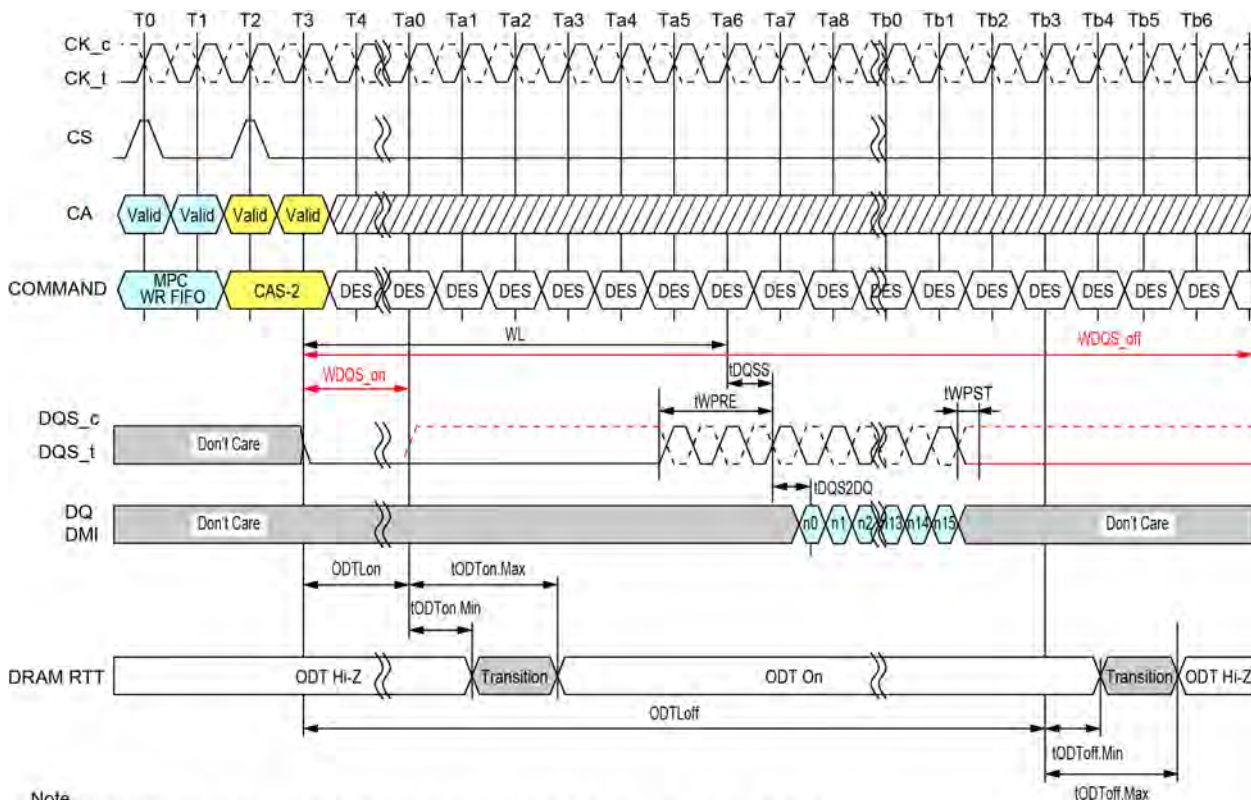 T0 T1 T2 T3 T4 Ta0 Ta1 Ta2 Ta3 Ta4 Ta5 Ta6 Ta7 Ta8 Tb0 Tb1 Tb2 Tb3 Tb4 Tb5 Tb6
CK_c
CK_t
CS
CA Valid Valid Valid Valid
COMMAND MPC WR FIFO CAS-2 DES DES DES DES DES DES DES DES DES DES DES DES DES DES DES DES DES
WL
WDQS_off
WDQS_on
tDQSS
tWPRE
tWPST
DQS_c
DQS_t
Don't Care
tDQS2DQ
DQ
DMI
Don't Care n0 n1 n2 n13 n14 n15 Don't Care
ODTLon tODTon.Max
tODTon.Min
DRAM RTT ODT Hi-Z Transition ODT On Transition ODT Hi-Z
ODTLoff
tODToff.Min
tODToff.Max
Note